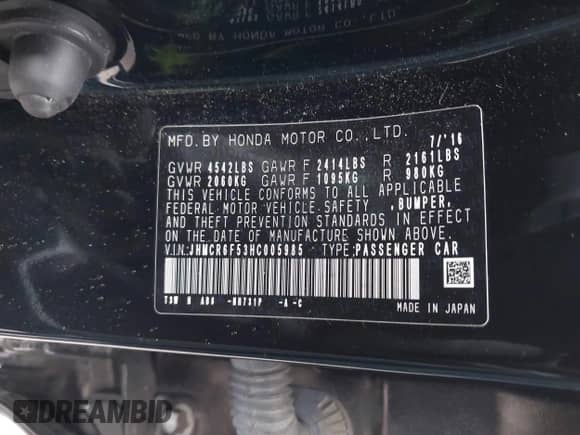 MFD. BY HONDA MOTOR CO., LTD. 7/'16
GVWR 4542LBS GAWR F 2414LBS R 2161LBS
GVWR 2060KG GAWR F 1095KG R 980KG
THIS VEHICLE CONFORMS TO ALL APPLICABLE
FEDERAL MOTOR VEHICLE SAFETY ,BUMPER,
AND THEFT PREVENTION STANDARDS IN EFFECT
ON THE DATE OF MANUFACTURE SHOWN ABOVE.
VIN:JHMCR6F53HC005985 TYPE:PASSENGER CAR
-NH731P -A -C
MADE IN JAPAN
DREAMBID